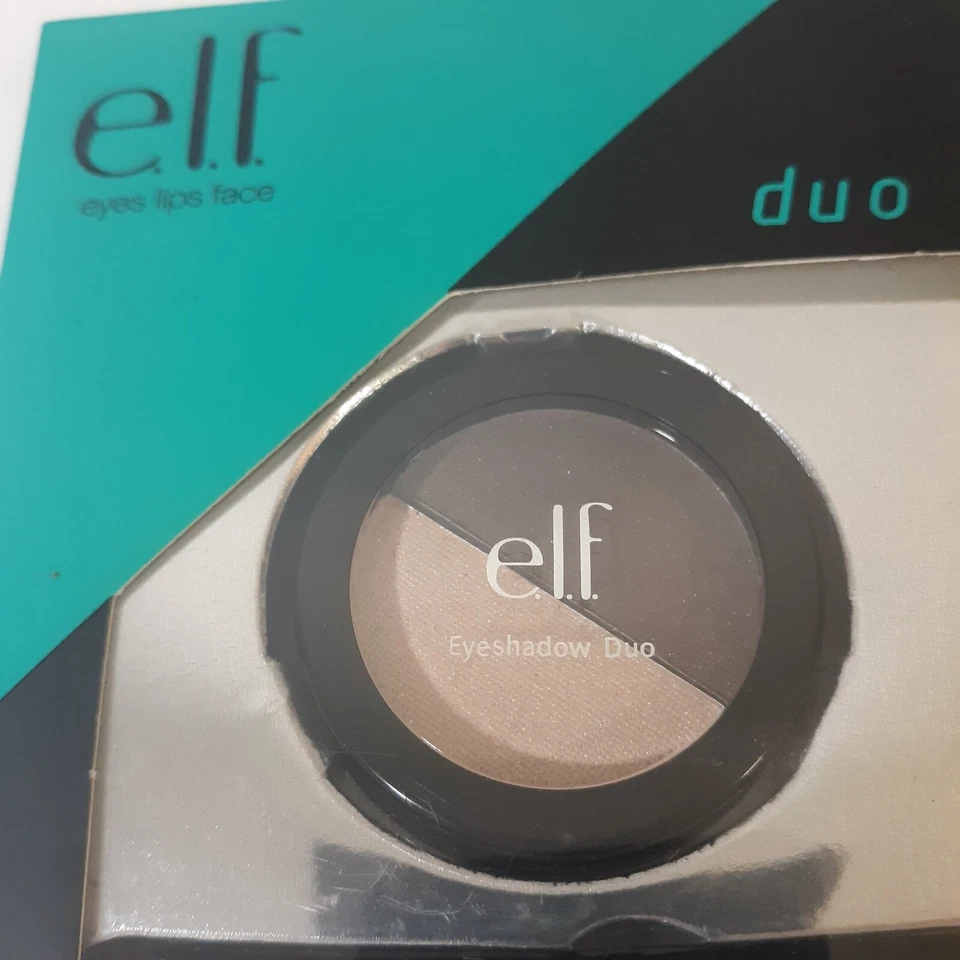 e.l.f.
eyes lips face
duo
e.l.f.
Eyeshadow Duo